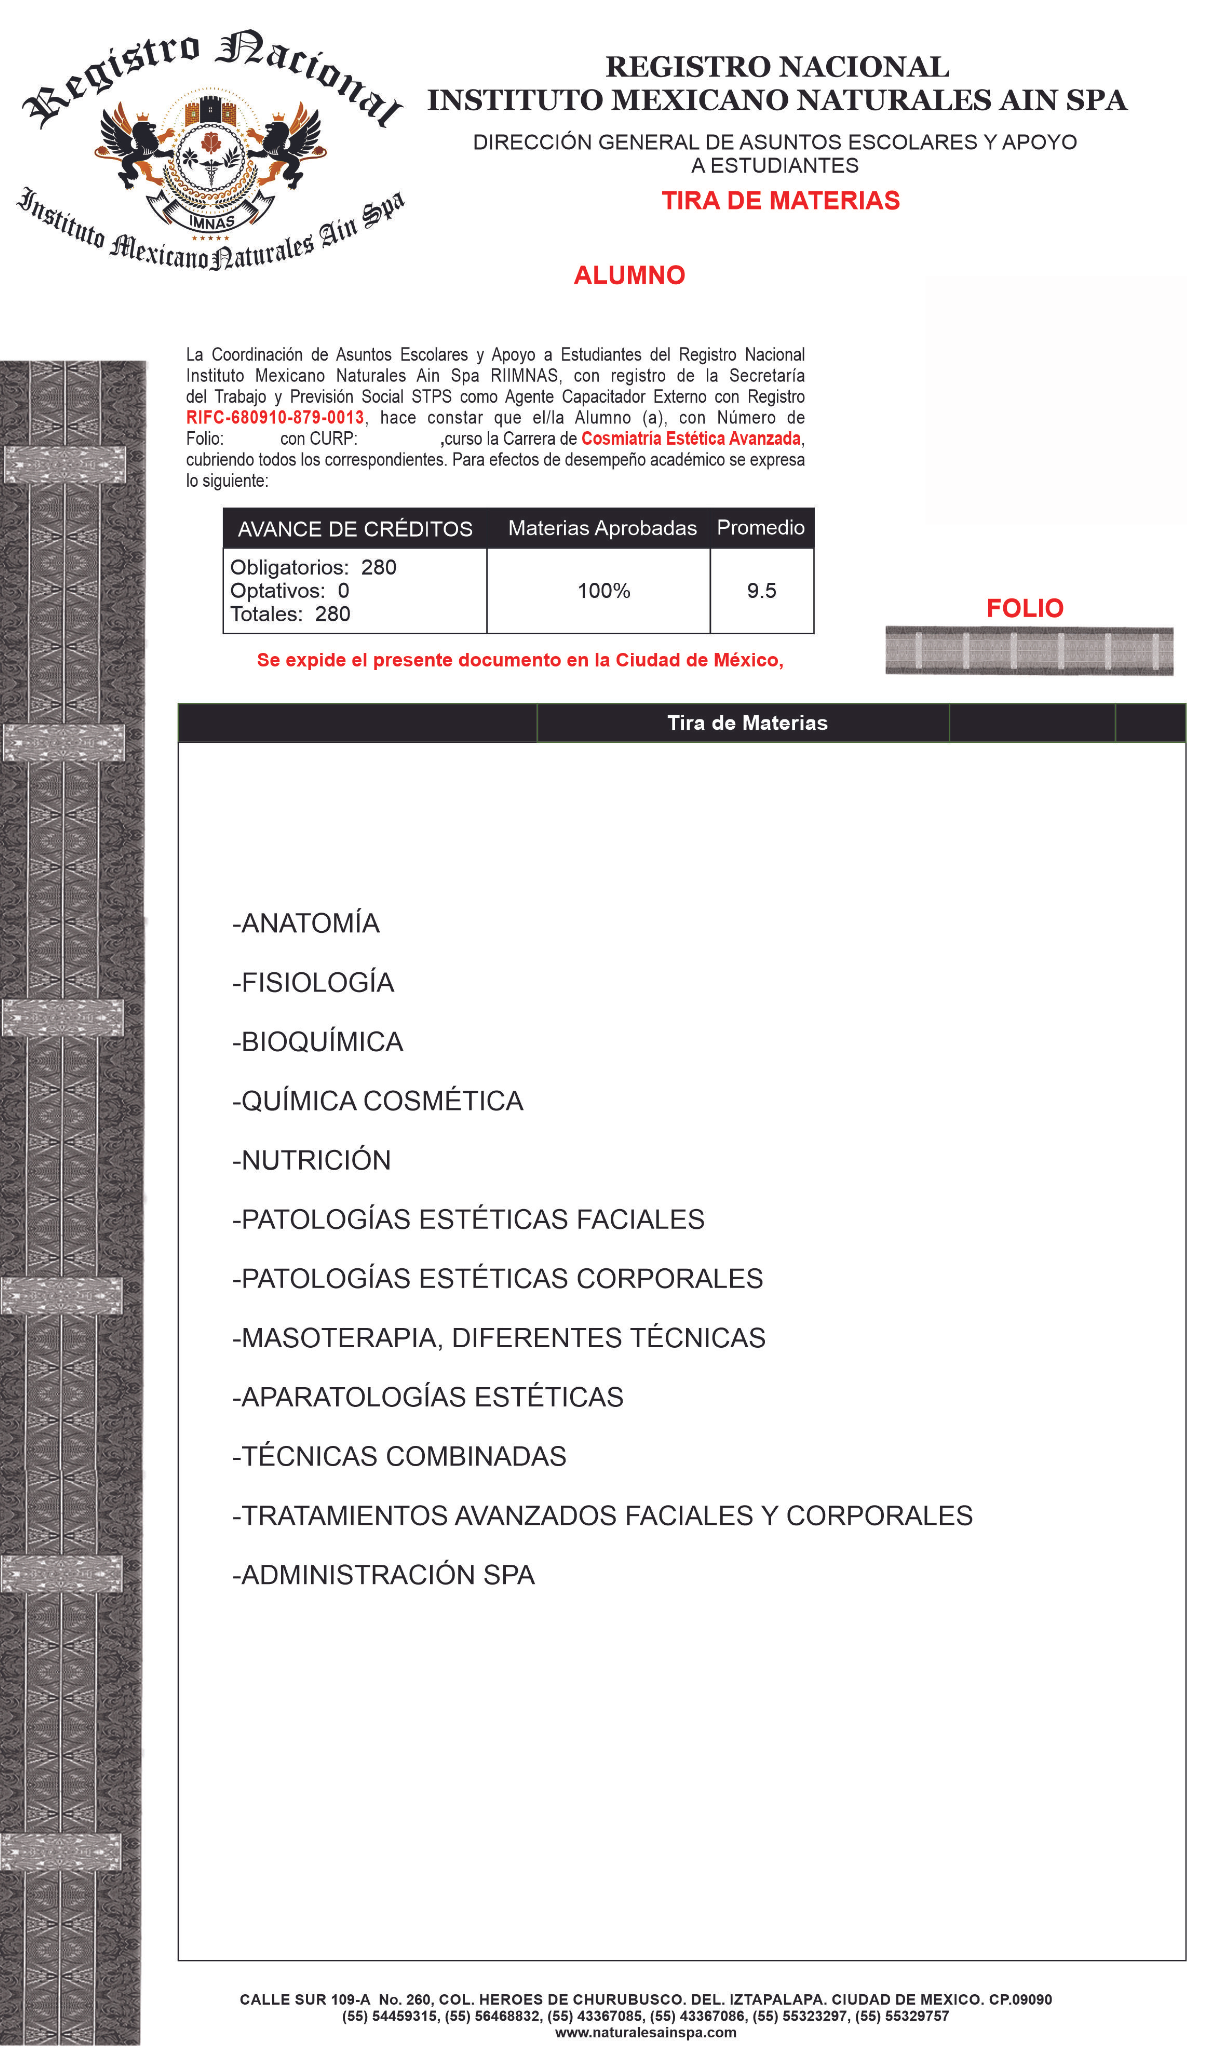 Registro Nacional
IMNAS
Instituto Mexicano Naturales Ain Spa
REGISTRO NACIONAL
INSTITUTO MEXICANO NATURALES AIN SPA
DIRECCIÓN GENERAL DE ASUNTOS ESCOLARES Y APOYO
A ESTUDIANTES
TIRA DE MATERIAS
ALUMNO
La Coordinación de Asuntos Escolares y Apoyo a Estudiantes del Registro Nacional
Instituto Mexicano Naturales Ain Spa RIIMNAS, con registro de la Secretaría
del Trabajo y Previsión Social STPS como Agente Capacitador Externo con Registro
RIFC-680910-879-0013, hace constar que el/la Alumno (a), con Número de
Folio: con CURP: ,curso la Carrera de Cosmiatría Estética Avanzada,
cubriendo todos los correspondientes. Para efectos de desempeño académico se expresa
lo siguiente:
AVANCE DE CRÉDITOS Materias Aprobadas Promedio
Obligatorios: 280
Optativos: 0
Totales: 280
100%
9.5
FOLIO
Se expide el presente documento en la Ciudad de México,
Tira de Materias
-ANATOMÍA
-FISIOLOGÍA
-BIOQUÍMICA
-QUÍMICA COSMÉTICA
-NUTRICIÓN
-PATOLOGÍAS ESTÉTICAS FACIALES
-PATOLOGÍAS ESTÉTICAS CORPORALES
-MASOTERAPIA, DIFERENTES TÉCNICAS
-APARATOLOGÍAS ESTÉTICAS
-TÉCNICAS COMBINADAS
-TRATAMIENTOS AVANZADOS FACIALES Y CORPORALES
-ADMINISTRACIÓN SPA
CALLE SUR 109-A No. 260, COL. HEROES DE CHURUBUSCO. DEL. IZTAPALAPA. CIUDAD DE MEXICO. CP.09090
(55) 54459315, (55) 56468832, (55) 43367085, (55) 43367086, (55) 55323297, (55) 55329757
www.naturalesainspa.com